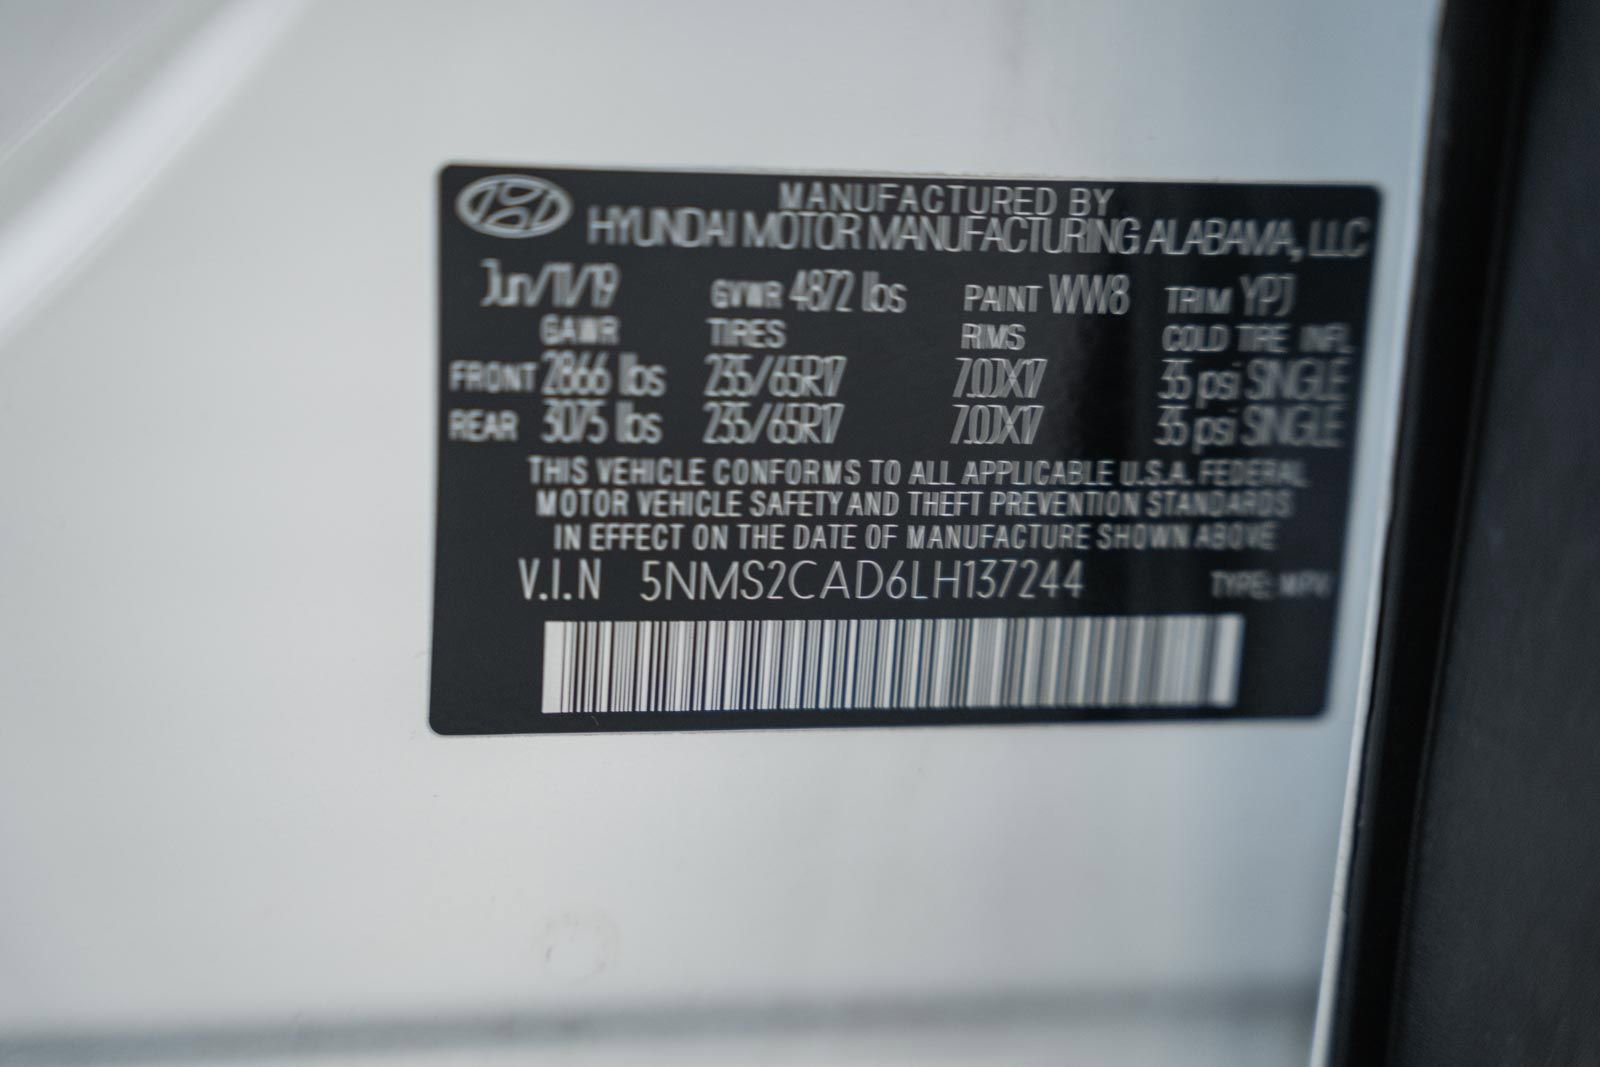 MANUFACTURED BY
HYUNDAI MOTOR MANUFACTURING ALABAMA, LLC
Jun/11/19 GVWR 4872 lbs PAINT WW8 TRIM YPJ
GAWR TIRES RIMS COLD TIRE INFL
FRONT 2866 lbs 235/65R17 7.0JX17 35 psi SINGLE
REAR 3075 lbs 235/65R17 7.0JX17 35 psi SINGLE
THIS VEHICLE CONFORMS TO ALL APPLICABLE U.S.A. FEDERAL
MOTOR VEHICLE SAFETY AND THEFT PREVENTION STANDARDS
IN EFFECT ON THE DATE OF MANUFACTURE SHOWN ABOVE
V.I.N 5NMS2CAD6LH137244 TYPE: MPV